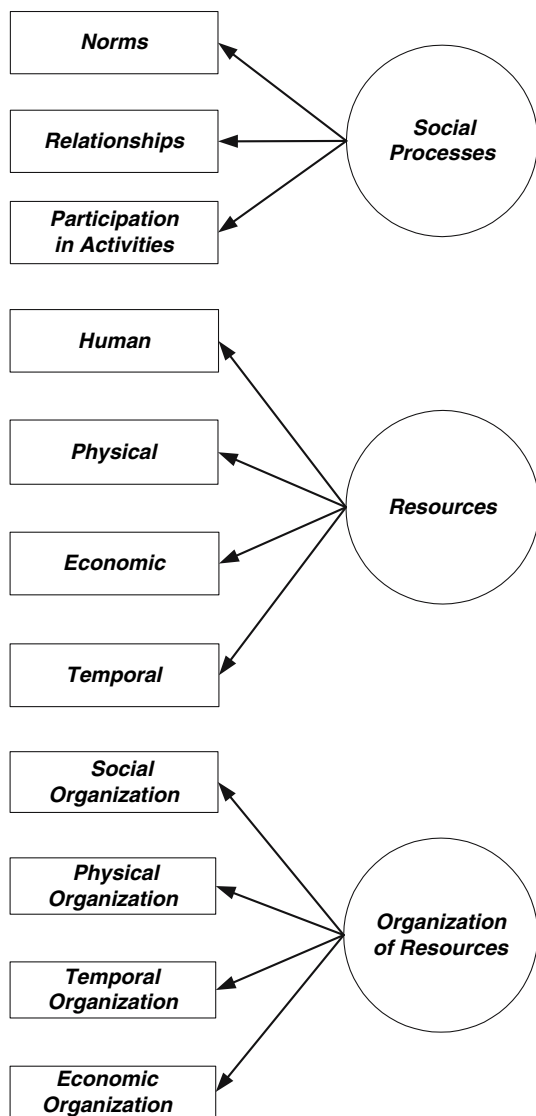 Norms
Relationships
Participation
in Activities
Social
Processes
Human
Physical
Economic
Temporal
Resources
Social
Organization
Physical
Organization
Temporal
Organization
Economic
Organization
Organization
of Resources